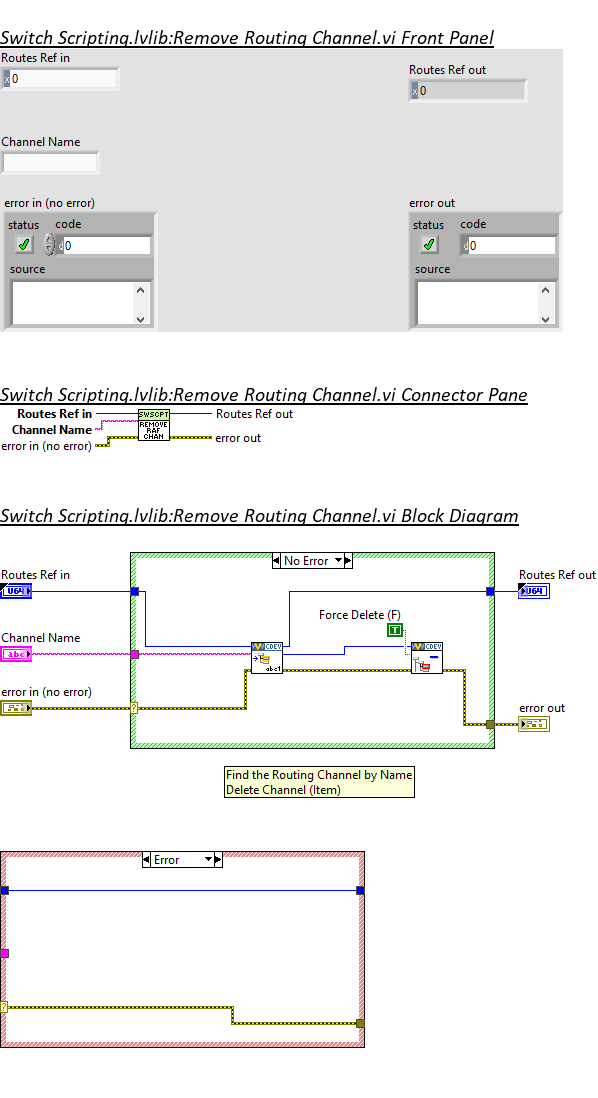 Switch Scripting.lvlib:Remove Routing Channel.vi Front Panel
Routes Ref in
x 0
Routes Ref out
x 0
Channel Name
error in (no error)
status code
d 0
source
error out
status code
d 0
source
Switch Scripting.lvlib:Remove Routing Channel.vi Connector Pane
Routes Ref in
Channel Name
error in (no error)
SWSCPT
REMOVE
RAF
CHAN
Routes Ref out
error out
Switch Scripting.lvlib:Remove Routing Channel.vi Block Diagram
No Error
Routes Ref in
U64
Routes Ref out
U64
Force Delete (F)
T
Channel Name
abc
CDEV
abc1
CDEV
error in (no error)
?
error out
Find the Routing Channel by Name
Delete Channel (Item)
Error
?